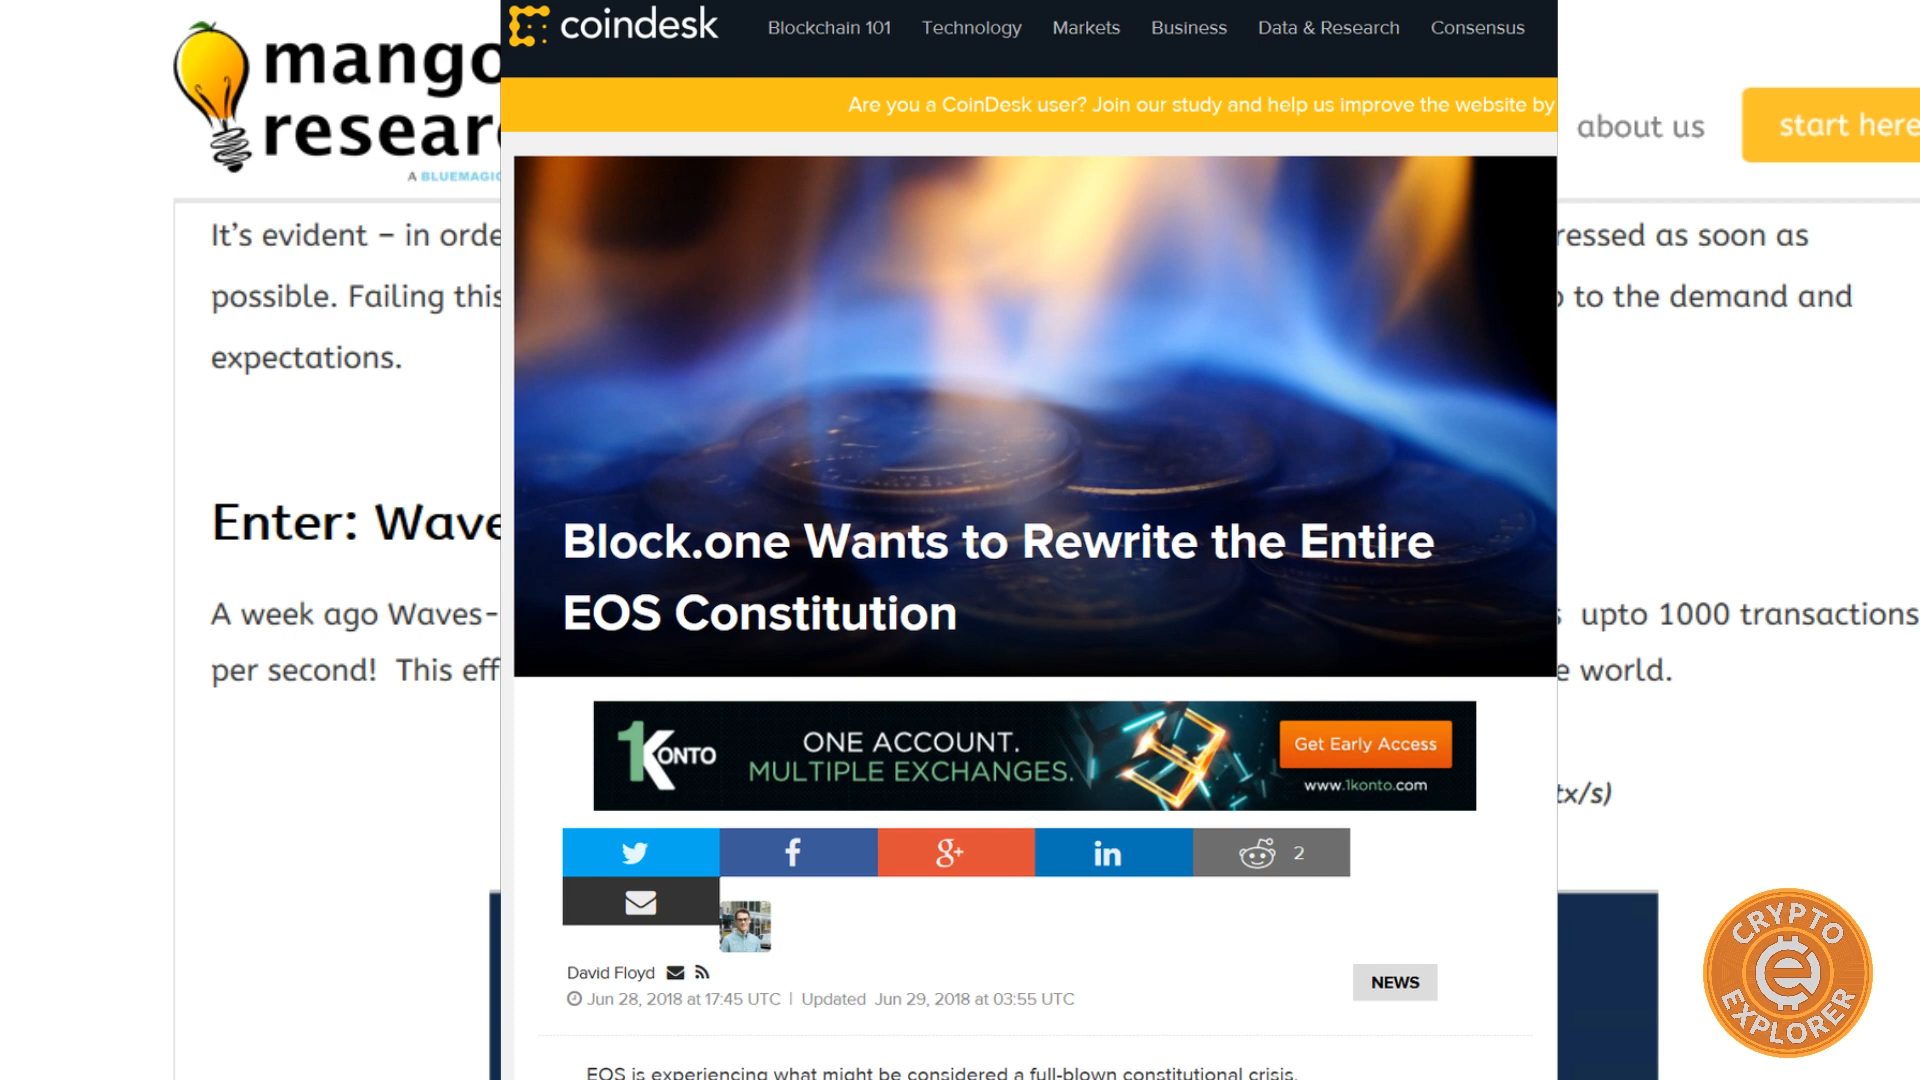 mango
resear
A BLUEMAGIC
about us
start here
It's evident – in orde
ressed as soon as
possible. Failing this
to the demand and
expectations.
Enter: Wave
A week ago Waves-
upto 1000 transactions
per second! This eff
e world.
tx/s)
coindesk
Blockchain 101 Technology Markets Business Data & Research Consensus
Are you a CoinDesk user? Join our study and help us improve the website by
Block.one Wants to Rewrite the Entire
EOS Constitution
1KONTO
ONE ACCOUNT.
MULTIPLE EXCHANGES.
Get Early Access
www.1konto.com
f
g+
in
2
David Floyd
Jun 28, 2018 at 17:45 UTC | Updated Jun 29, 2018 at 03:55 UTC
NEWS
EOS is experiencing what might be considered a full-blown constitutional crisis.
CRYPTO
EXPLORER